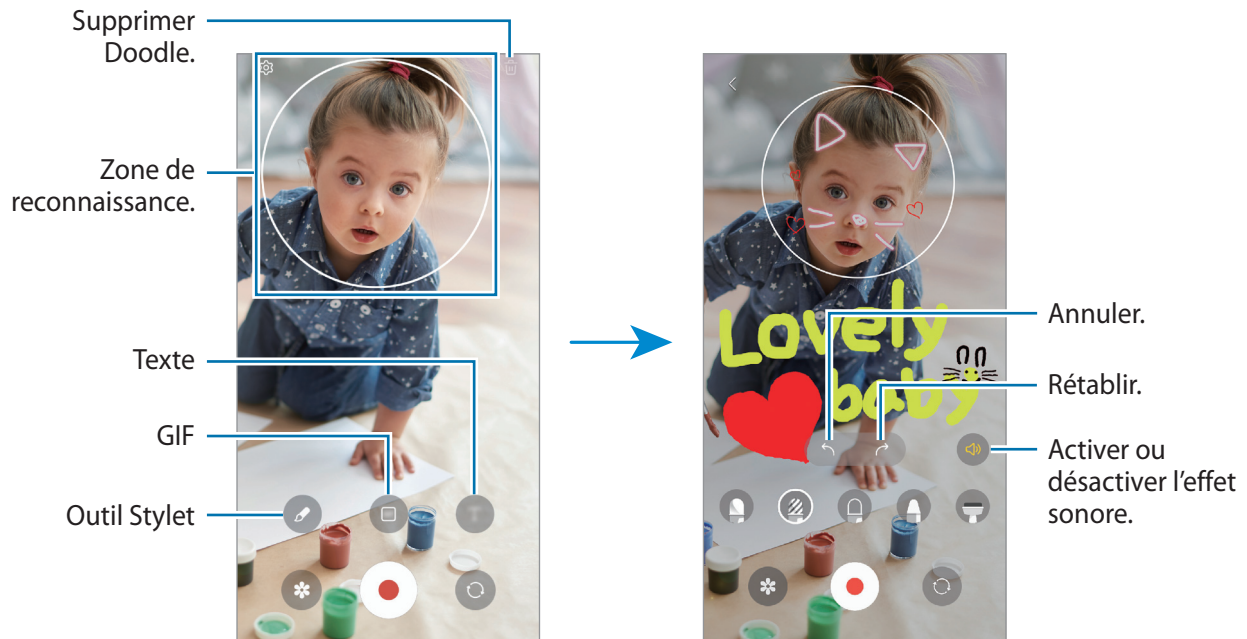 Supprimer
Doodle.
Zone de
reconnaissance.
Texte
GIF
Outil Stylet
T
Lovely
baby
Annuler.
Rétablir.
Activer ou
désactiver l’effet
sonore.